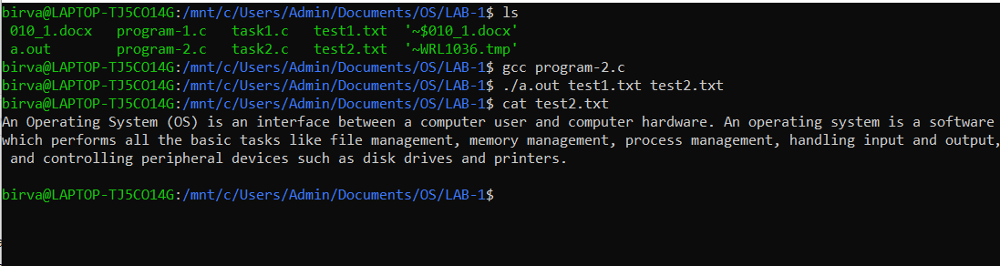 birva@LAPTOP-TJ5CO14G:/mnt/c/Users/Admin/Documents/OS/LAB-1$ ls
010_1.docx program-1.c task1.c test1.txt '~$010_1.docx'
a.out program-2.c task2.c test2.txt '~WRL1036.tmp'
birva@LAPTOP-TJ5CO14G:/mnt/c/Users/Admin/Documents/OS/LAB-1$ gcc program-2.c
birva@LAPTOP-TJ5CO14G:/mnt/c/Users/Admin/Documents/OS/LAB-1$ ./a.out test1.txt test2.txt
birva@LAPTOP-TJ5CO14G:/mnt/c/Users/Admin/Documents/OS/LAB-1$ cat test2.txt
An Operating System (OS) is an interface between a computer user and computer hardware. An operating system is a software
which performs all the basic tasks like file management, memory management, process management, handling input and output,
and controlling peripheral devices such as disk drives and printers.
birva@LAPTOP-TJ5CO14G:/mnt/c/Users/Admin/Documents/OS/LAB-1$